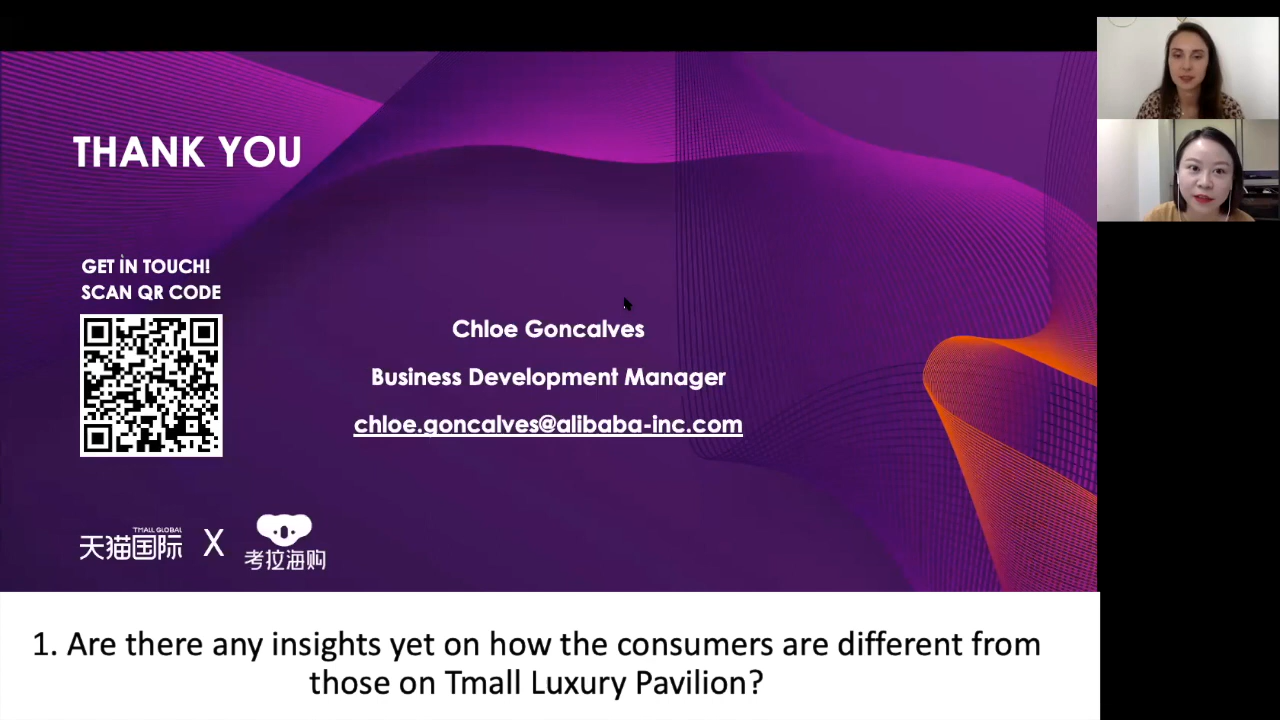 THANK YOU
GET IN TOUCH!
SCAN QR CODE
Chloe Goncalves
Business Development Manager
chloe.goncalves@alibaba-inc.com
TMALL GLOBAL
天猫国际 X 考拉海购
1. Are there any insights yet on how the consumers are different from
those on Tmall Luxury Pavilion?